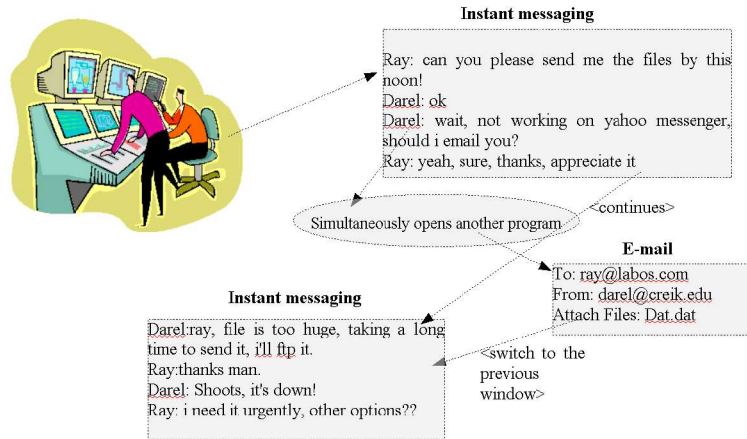 Instant messaging
Ray: can you please send me the files by this
noon!
Darel: ok
Darel: wait, not working on yahoo messenger,
should i email you?
Ray: yeah, sure, thanks, appreciate it
Simultaneously opens another program
<continues>
E-mail
To: ray@labos.com
From: darel@creik.edu
Attach Files: Dat.dat
Instant messaging
Darel:ray, file is too huge, taking a long
time to send it, i'll ftp it.
Ray:thanks man.
Darel: Shoots, it's down!
Ray: i need it urgently, other options??
<switch to the
previous
window>